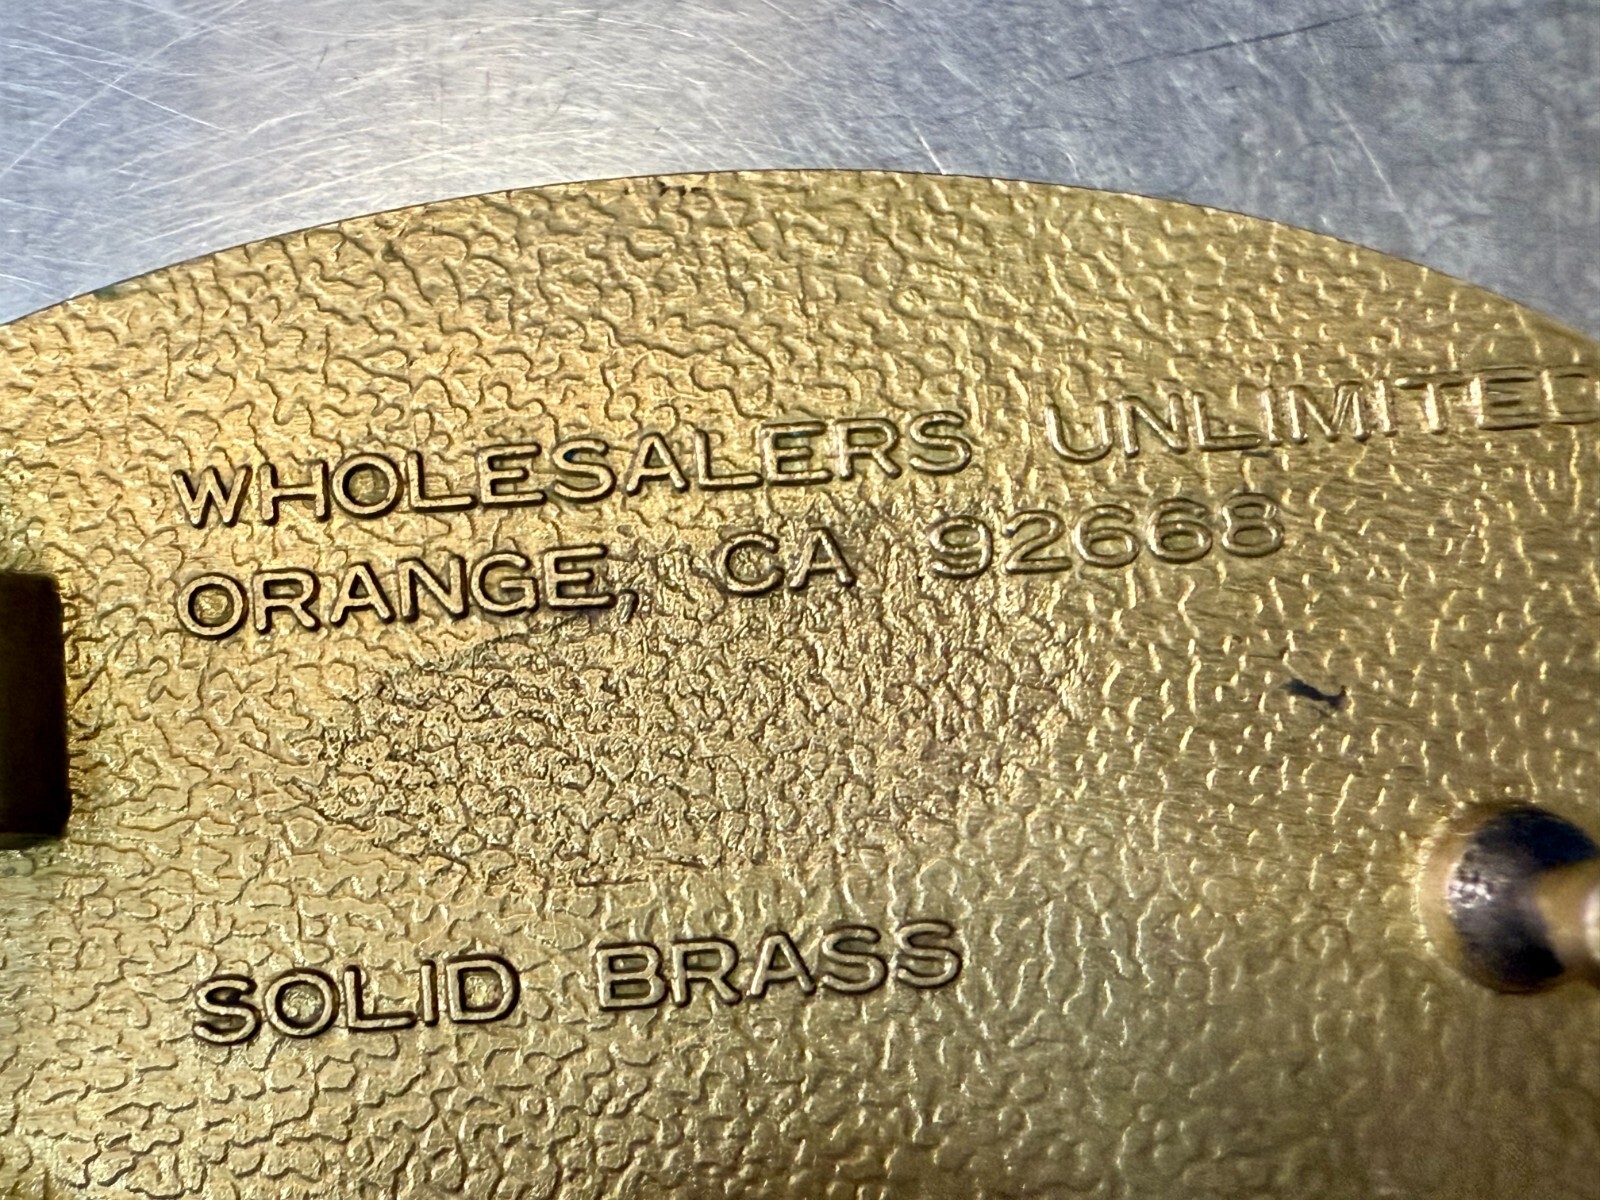 WHOLESALERS UNLIMITED
ORANGE, CA 92668
SOLID BRASS